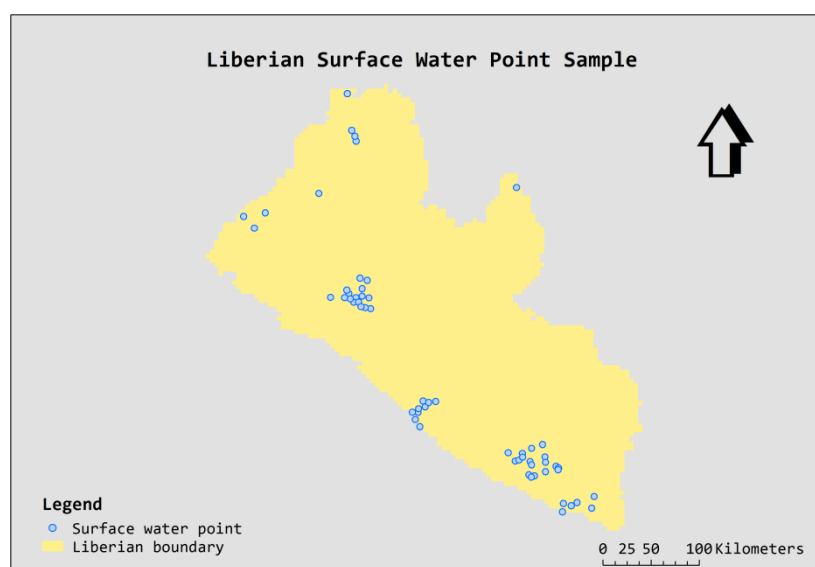 Liberian Surface Water Point Sample
Legend
Surface water point
Liberian boundary
0 25 50 100 Kilometers